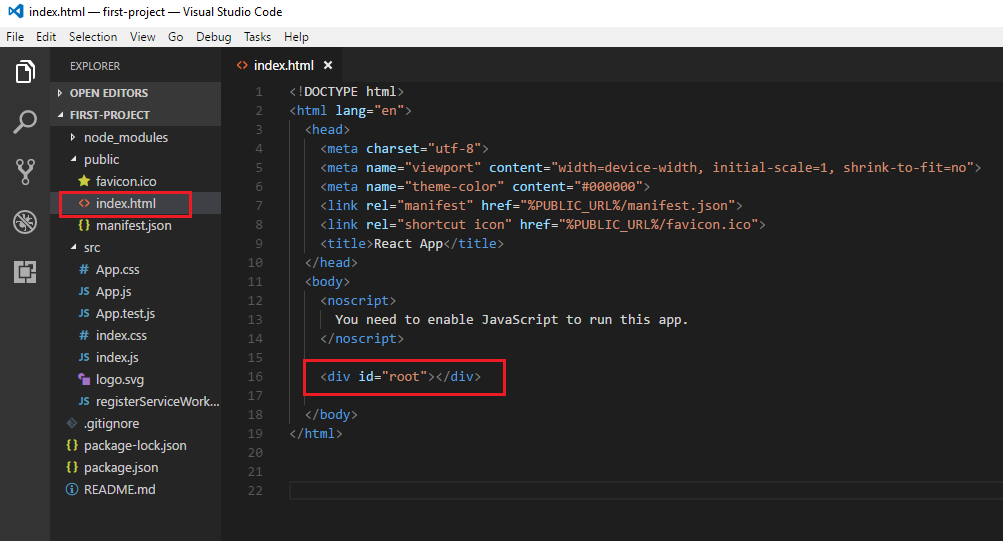 index.html — first-project — Visual Studio Code
File Edit Selection View Go Debug Tasks Help
EXPLORER
OPEN EDITORS
FIRST-PROJECT
node_modules
public
favicon.ico
index.html
manifest.json
src
App.css
App.js
App.test.js
index.css
index.js
logo.svg
registerServiceWork...
.gitignore
package-lock.json
package.json
README.md
index.html
1 <!DOCTYPE html>
2 <html lang="en">
3 <head>
4 <meta charset="utf-8">
5 <meta name="viewport" content="width=device-width, initial-scale=1, shrink-to-fit=no">
6 <meta name="theme-color" content="#000000">
7 <link rel="manifest" href="%PUBLIC_URL%/manifest.json">
8 <link rel="shortcut icon" href="%PUBLIC_URL%/favicon.ico">
9 <title>React App</title>
10 </head>
11 <body>
12 <noscript>
13 You need to enable JavaScript to run this app.
14 </noscript>
15
16 <div id="root"></div>
17
18 </body>
19 </html>
20
21
22